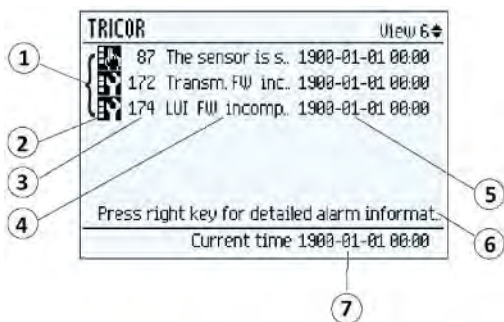 TRICOR View 6
87 The sensor is s.. 1900-01-01 00:00
172 Transm. FW inc.. 1900-01-01 00:00
174 LUI FW incomp.. 1900-01-01 00:00
Press right key for detailed alarm informat..
Current time 1900-01-01 00:00
1
2
3
4
5
6
7